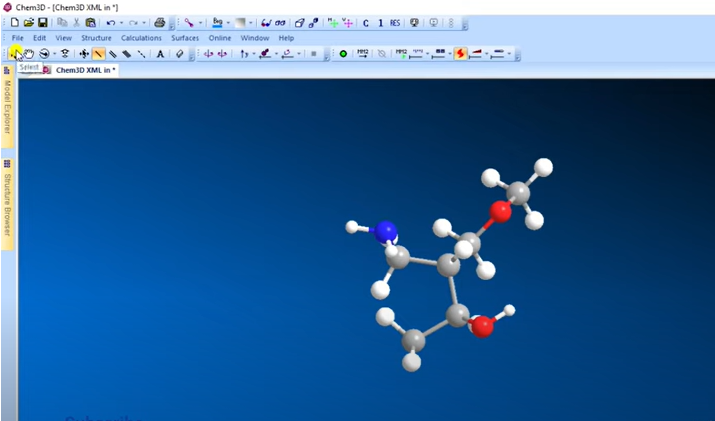 Chem3D - [Chem3D XML in *]
Bkg
C 1 RES
File Edit View Structure Calculations Surfaces Online Window Help
A MM2 MM2
Select
Chem3D XML in *
Model Explorer
Structure Browser